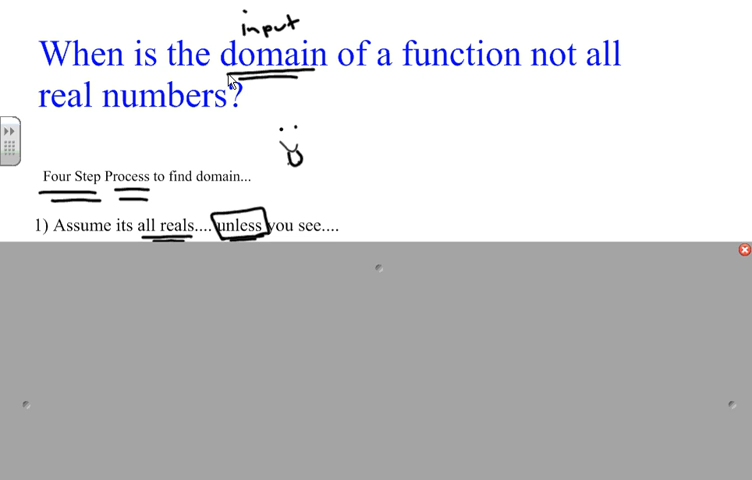 input
When is the domain of a function not all
real numbers?
Four Step Process to find domain...
1) Assume its all reals.... unless you see....